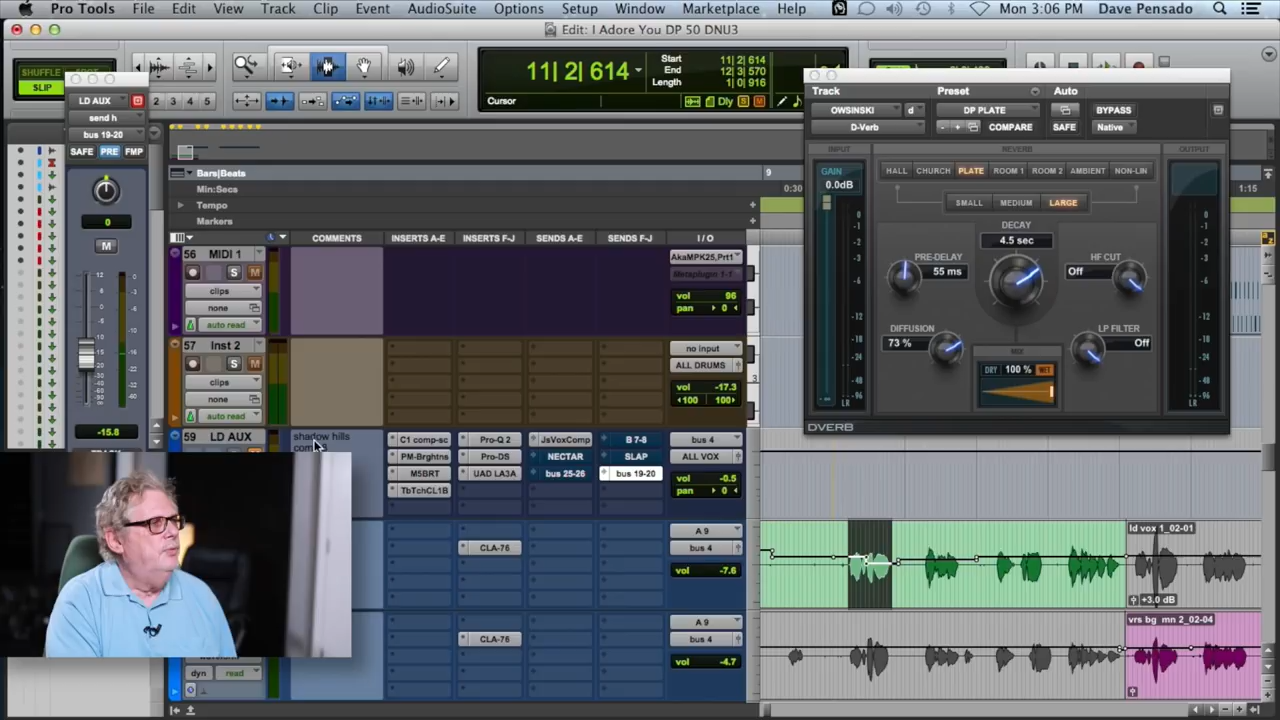 Pro Tools File Edit View Track Clip Event AudioSuite Options Setup Window Marketplace Help Mon 3:06 PM Dave Pensado
Edit: I Adore You DP 50 DNU3
SHUFFLE
SLIP
1 2 3 4 5
11| 2| 614
Start 11| 2| 614
End 12| 3| 570
Length 1| 0| 916
Cursor
Dly
LD AUX
send h
bus 19-20
SAFE PRE FMP
0
M
-15.8
Track Preset Auto
OWSINSKI d DP PLATE BYPASS
D-Verb - + COMPARE SAFE Native
INPUT REVERB OUTPUT
GAIN
0.0dB
HALL CHURCH PLATE ROOM 1 ROOM 2 AMBIENT NON-LIN
SMALL MEDIUM LARGE
DECAY
4.5 sec
PRE-DELAY
55 ms
HF CUT
Off
DIFFUSION
73 %
LP FILTER
Off
MIX
DRY 100 % WET
LR LR
DVERB
Bars|Beats
Min:Secs
Tempo
Markers
9
0:30 1:15
COMMENTS INSERTS A-E INSERTS F-J SENDS A-E SENDS F-J I / O
56 MIDI 1
S M
clips
none
auto read
AkaMPK25,Prt1
Metaplugin 1-1
vol 96
pan 0
57 Inst 2
S M
clips
none
auto read
no input
ALL DRUMS
vol -17.3
100 100
59 LD AUX
shadow hills
C1 comp-sc Pro-Q 2 JsVoxComp B 7-8 bus 4
PM-Brghtns Pro-DS NECTAR SLAP ALL VOX
M5BRT UAD LA3A bus 25-26 bus 19-20
TbTchCL1B
vol -0.5
pan 0
A 9
CLA-76 bus 4
vol -7.6
A 9
CLA-76 bus 4
vol -4.7
dyn read
ld vox 1_02-01
+3.0 dB
vrs bg mn 2_02-04